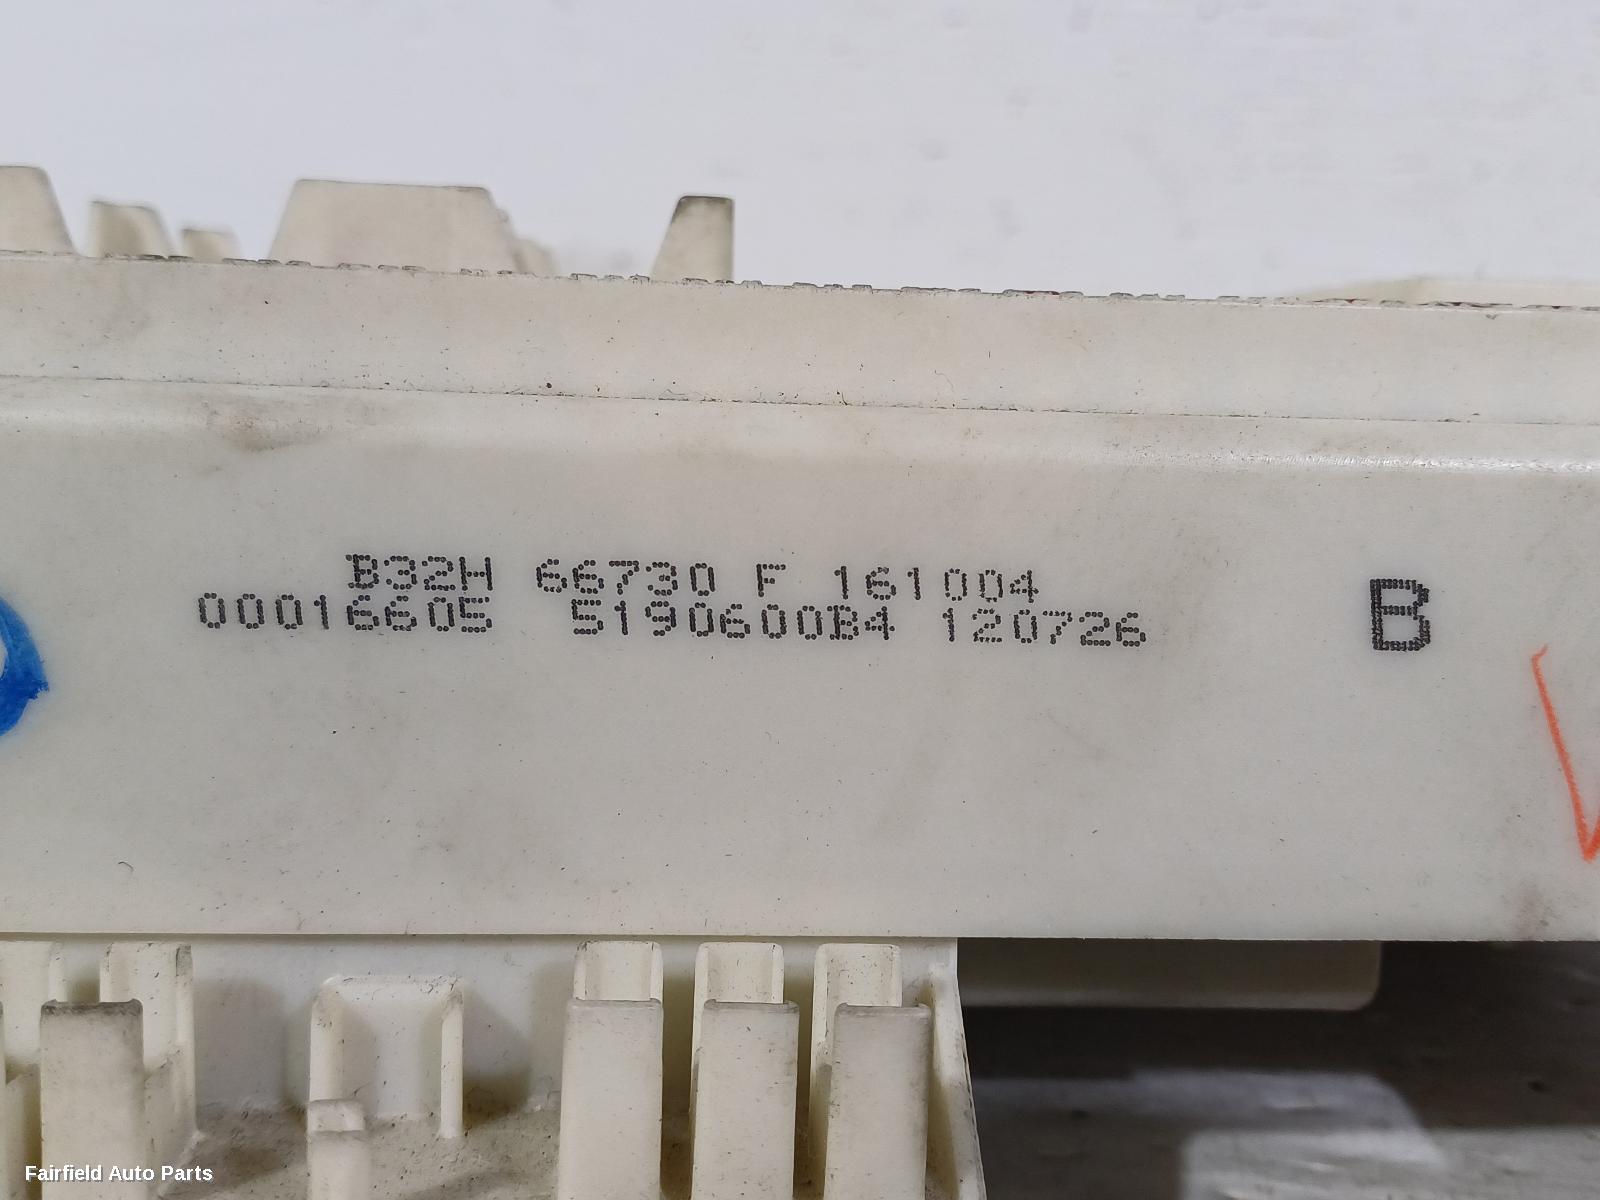 B32H 66730 F 161004
00016605 5190600B4 120726
B
Fairfield Auto Parts